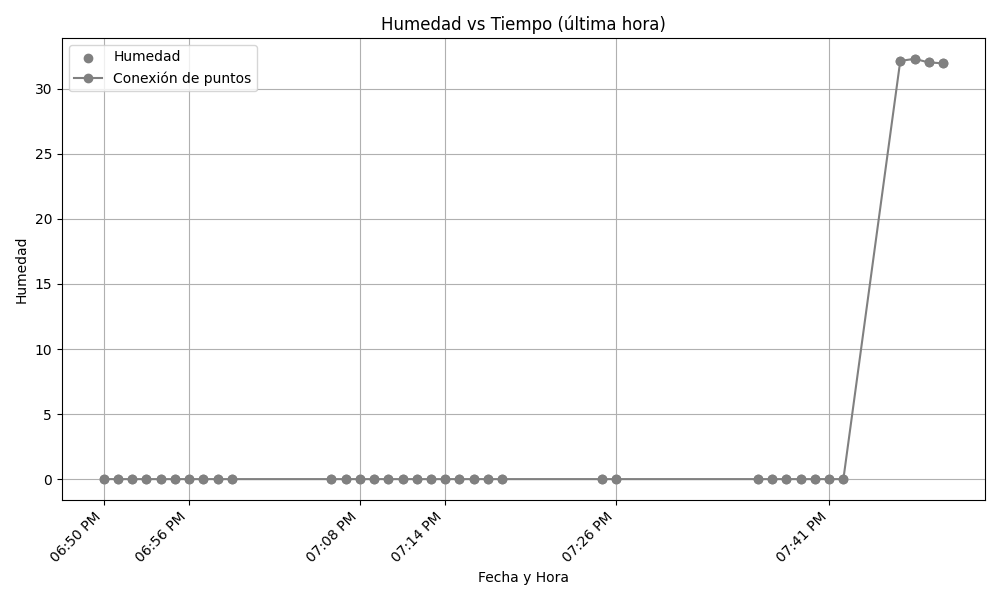 Humedad vs Tiempo (última hora)
Humedad
Conexión de puntos
Humedad
30
25
20
15
10
5
0
06:50 PM
06:56 PM
07:08 PM
07:14 PM
07:26 PM
07:41 PM
Fecha y Hora